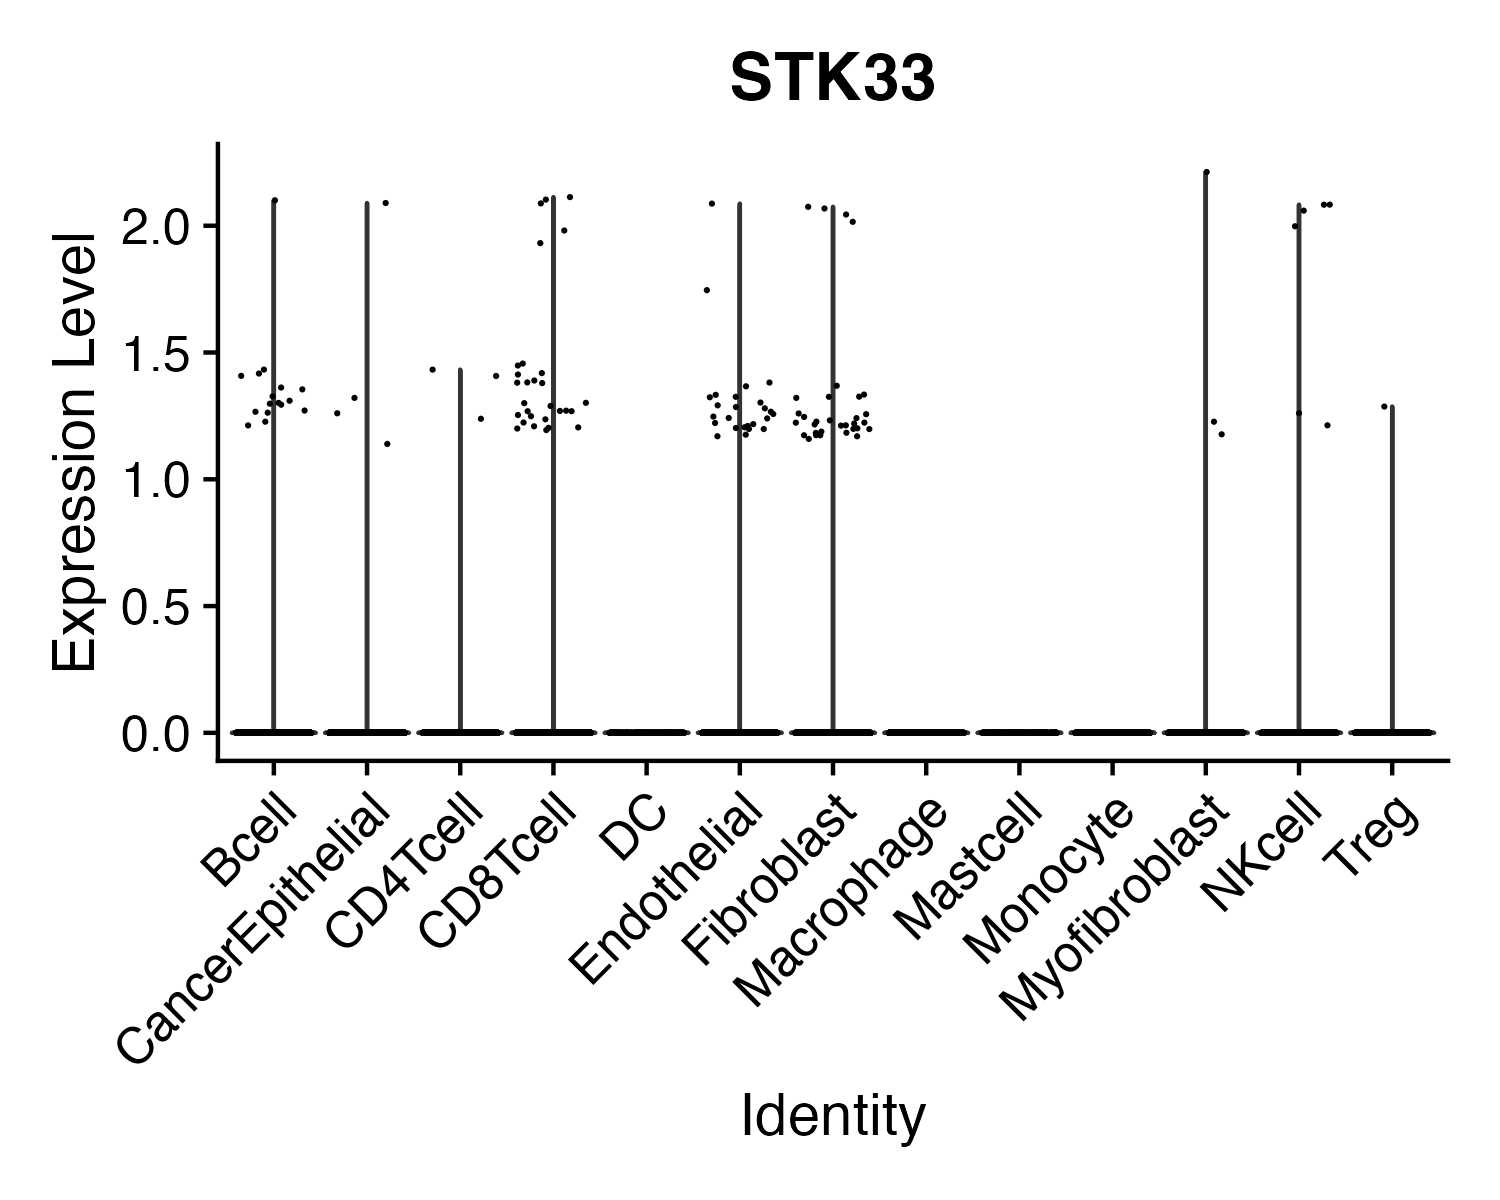 STK33
Expression Level
2.0
1.5
1.0
0.5
0.0
Bcell
CancerEpithelial
CD4Tcell
CD8Tcell
DC
Endothelial
Fibroblast
Macrophage
Mastcell
Monocyte
Myofibroblast
NKcell
Treg
Identity